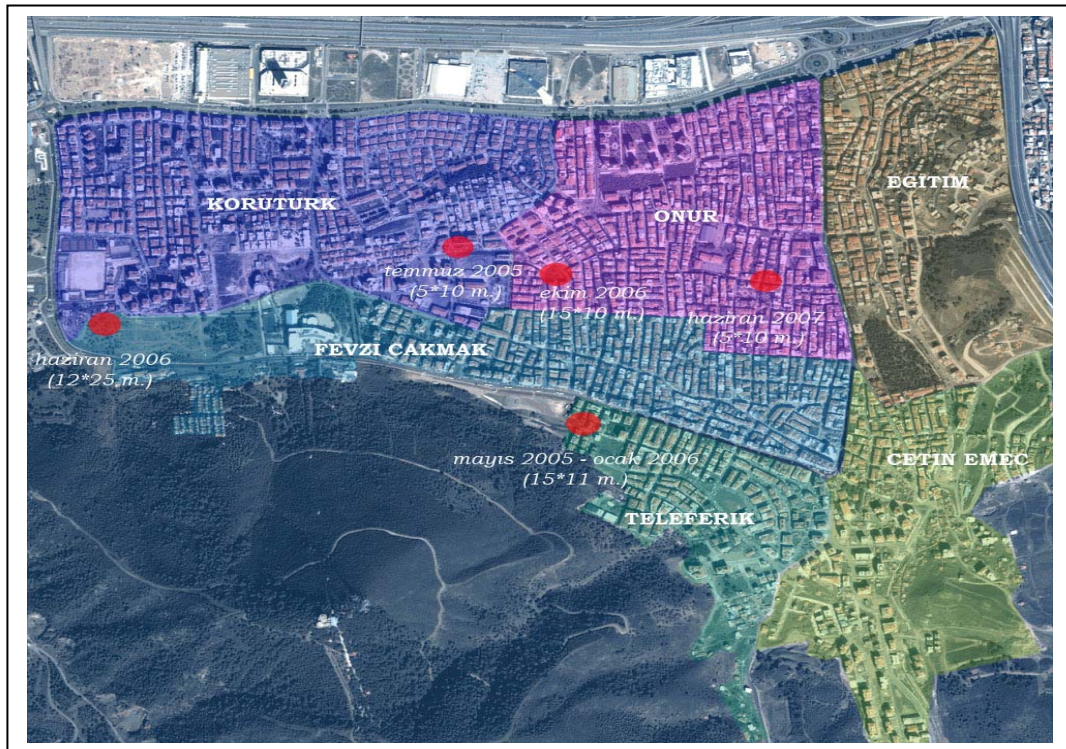 EGITIM
KORUTURK
ONUR
temmuz 2005
(5*10 m.)
ekim 2006
(15*10 m.)
haziran 2007
(5*10 m.)
haziran 2006
(12*25 m.)
FEVZI CAKMAK
mayıs 2005 - ocak 2006
(15*11 m.)
CETIN EMEC
TELEFERIK